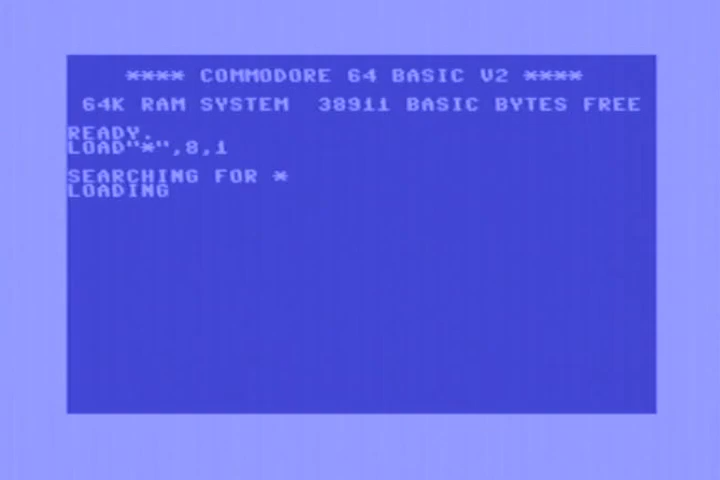 **** COMMODORE 64 BASIC V2 ****
64K RAM SYSTEM  38911 BASIC BYTES FREE
READY.
LOAD"*",8,1
SEARCHING FOR *
LOADING